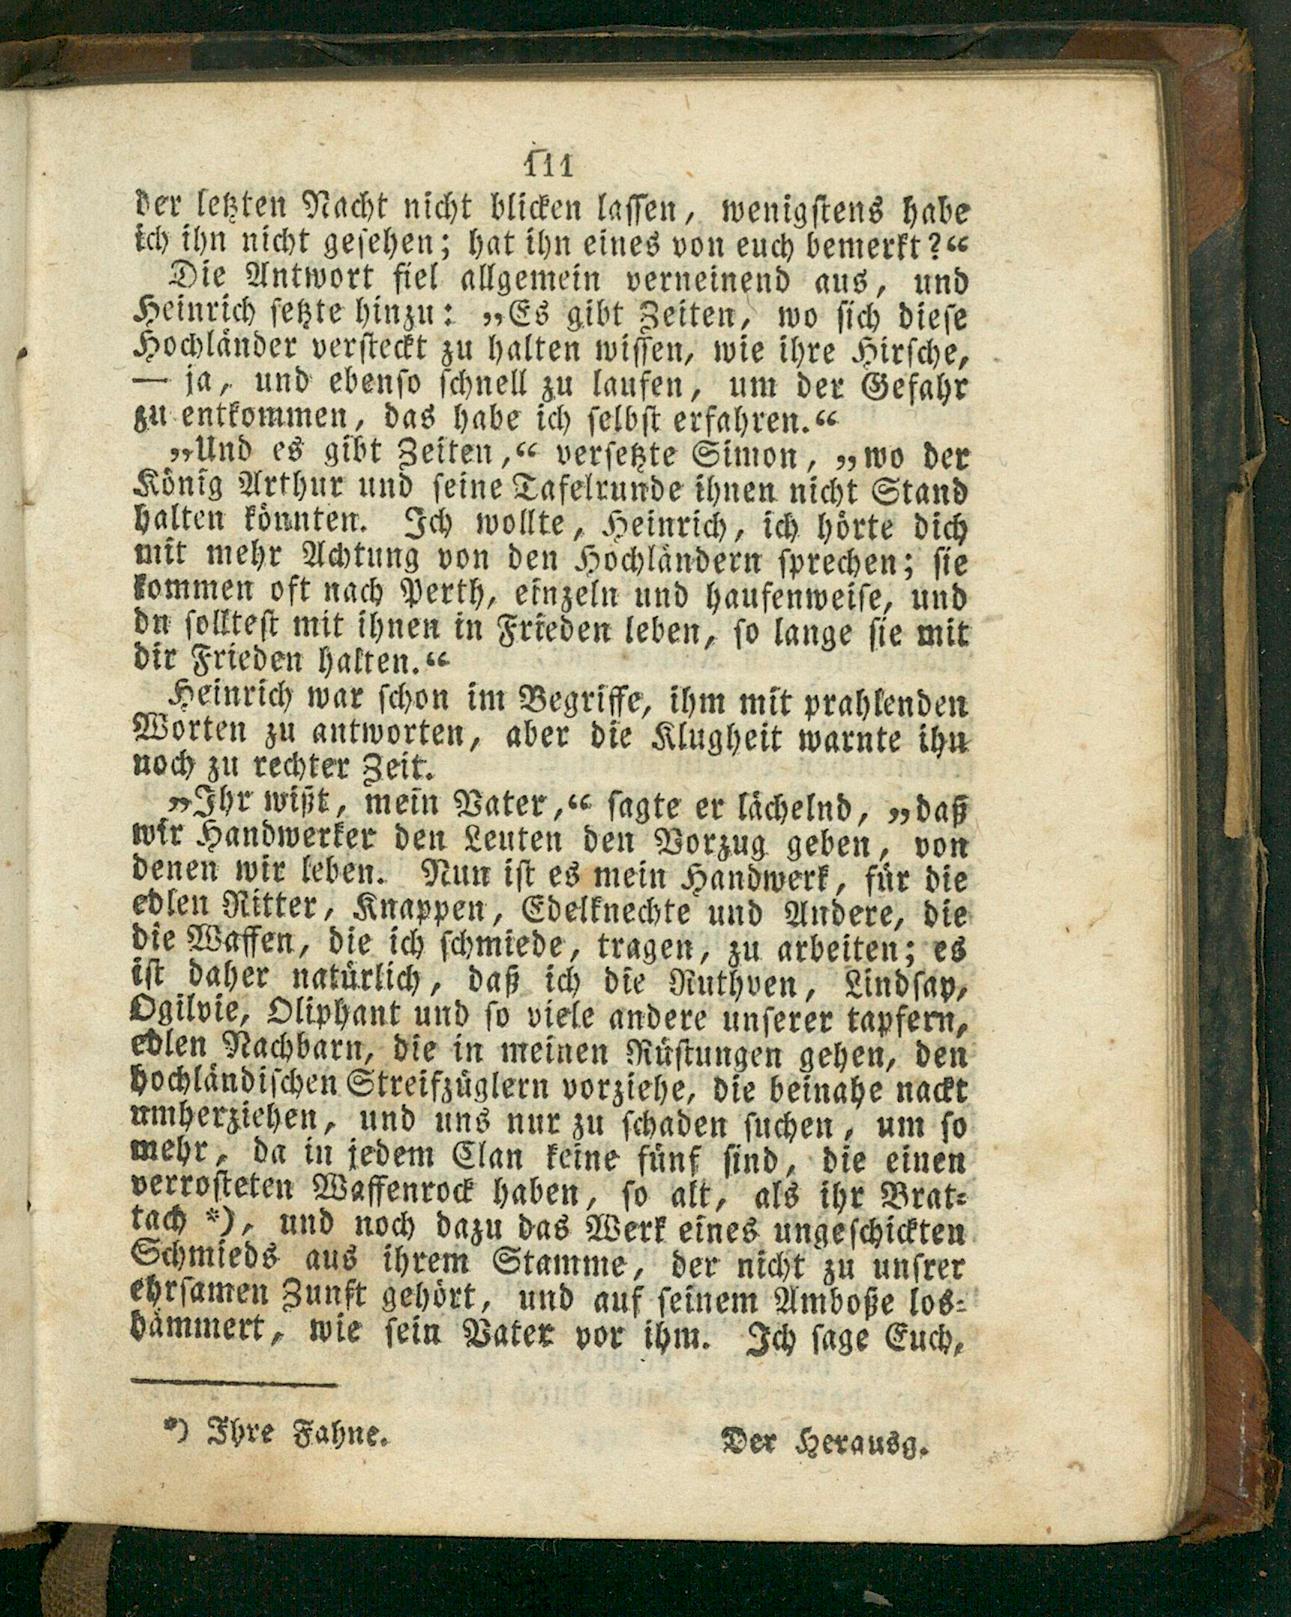 111
der letzten Nacht nicht blicken lassen, wenigstens habe
ich ihn nicht gesehen; hat ihn eines von euch bemerkt?“
Die Antwort fiel allgemein verneinend aus, und
Heinrich setzte hinzu: „Es gibt Zeiten, wo sich diese
Hochländer versteckt zu halten wissen, wie ihre Hirsche,
— ja, und ebenso schnell zu laufen, um der Gefahr
zu entkommen, das habe ich selbst erfahren.“
„Und es gibt Zeiten,“ versetzte Simon, „wo der
König Arthur und seine Tafelrunde ihnen nicht Stand
halten könnten. Ich wollte, Heinrich, ich hörte dich
mit mehr Achtung von den Hochländern sprechen; sie
kommen oft nach Perth, einzeln und haufenweise, und
du solltest mit ihnen in Frieden leben, so lange sie mit
dir Frieden halten.“
Heinrich war schon im Begriffe, ihm mit prahlenden
Worten zu antworten, aber die Klugheit warnte ihn
noch zu rechter Zeit.
„Ihr wißt, mein Vater,“ sagte er lächelnd, „daß
wir Handwerker den Leuten den Vorzug geben, von
denen wir leben. Nun ist es mein Handwerk, für die
edlen Ritter, Knappen, Edelknechte und Andere, die
die Waffen, die ich schmiede, tragen, zu arbeiten; es
ist daher natürlich, daß ich die Ruthven, Lindsay,
Ogilvie, Oliphant und so viele andere unserer tapfern,
edlen Nachbarn, die in meinen Rüstungen gehen, den
hochländischen Streifzüglern vorziehe, die beinahe nackt
umherziehen, und uns nur zu schaden suchen, um so
mehr, da in jedem Clan keine fünf sind, die einen
verrosteten Waffenrock haben, so alt, als ihr Brat-
tach *), und noch dazu das Werk eines ungeschickten
Schmieds aus ihrem Stamme, der nicht zu unsrer
ehrsamen Zunft gehört, und auf seinem Amboße los-
hämmert, wie sein Vater vor ihm. Ich sage Euch,
*) Ihre Fahne. Der Herausg.